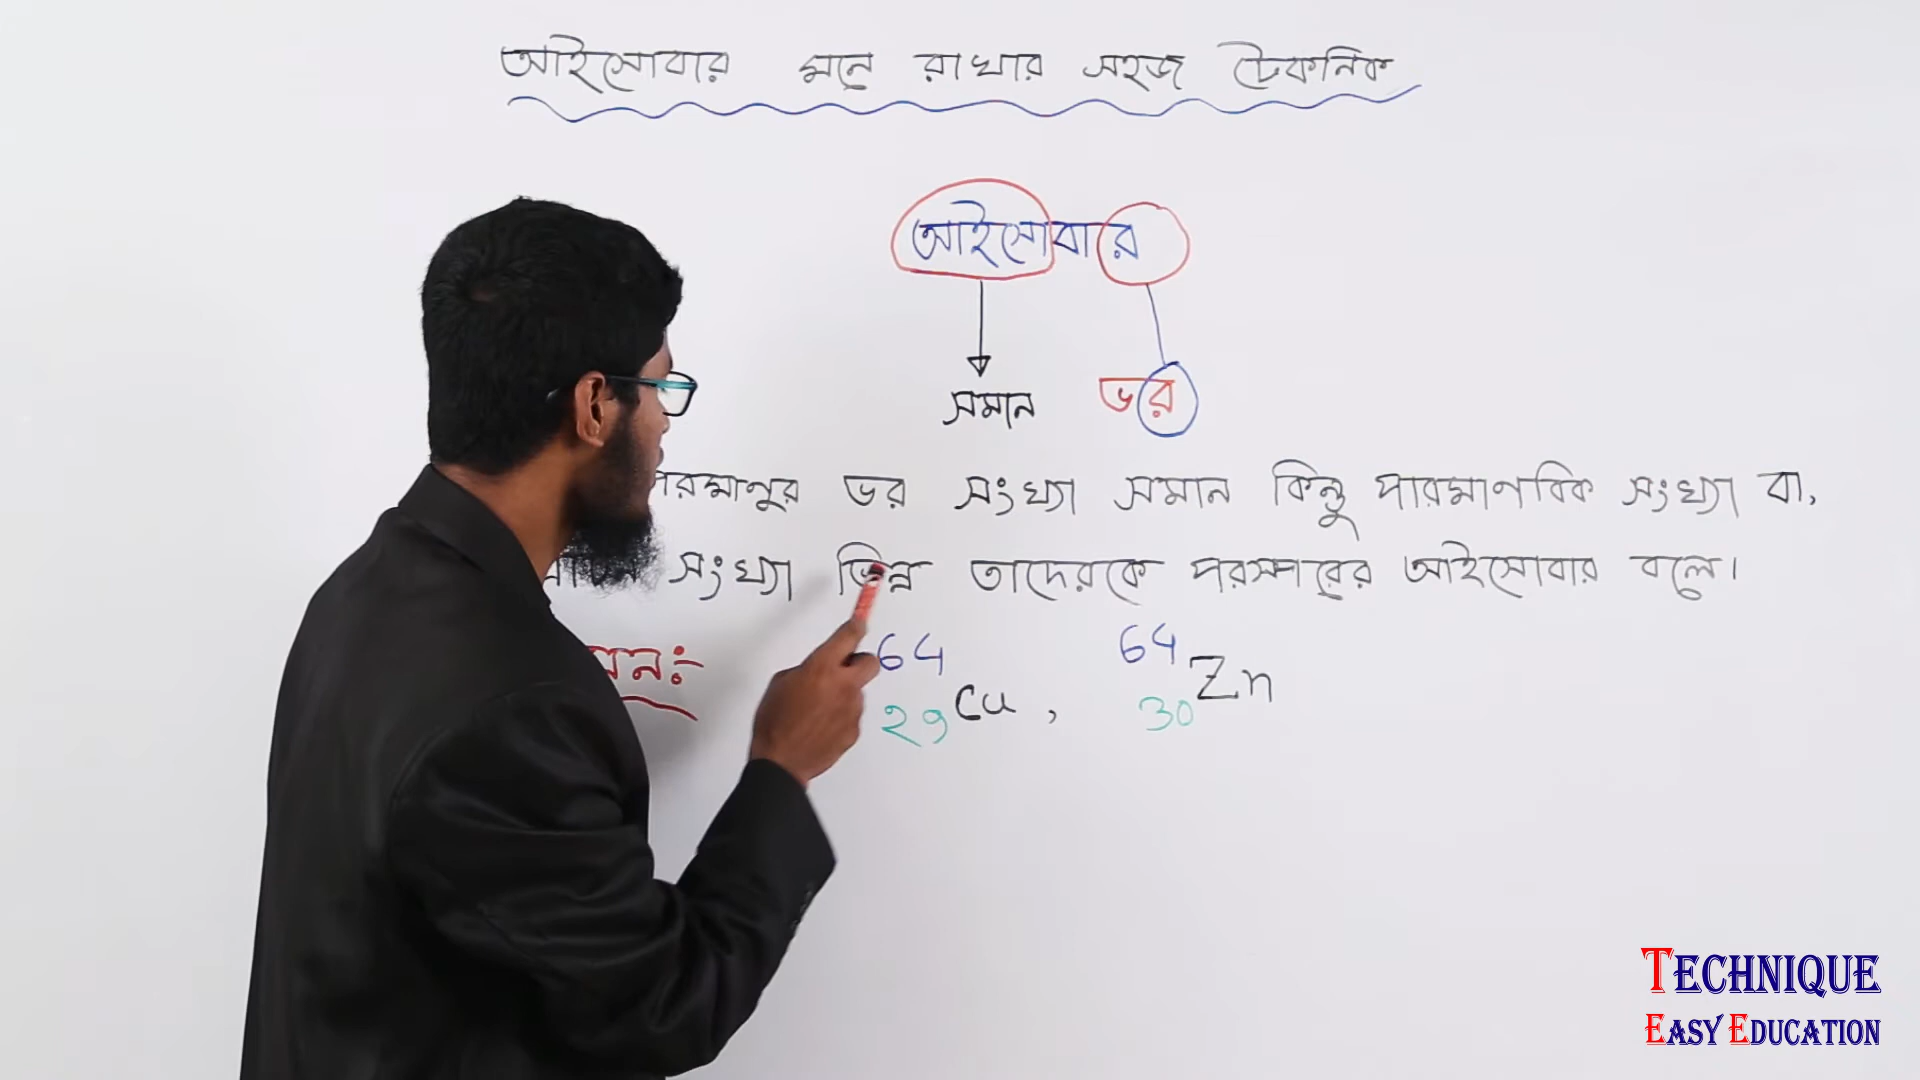 আইসোবার মনে রাখার সহজ টেকনিক
আইসোবার
সমান ভর
পরমানুর ভর সংখ্যা সমান কিন্তু পারমাণবিক সংখ্যা বা,
সংখ্যা ভিন্ন তাদেরকে পরস্পরের আইসোবার বলে।
64 64
29 Cu , 30 Zn
TECHNIQUE
EASY EDUCATION